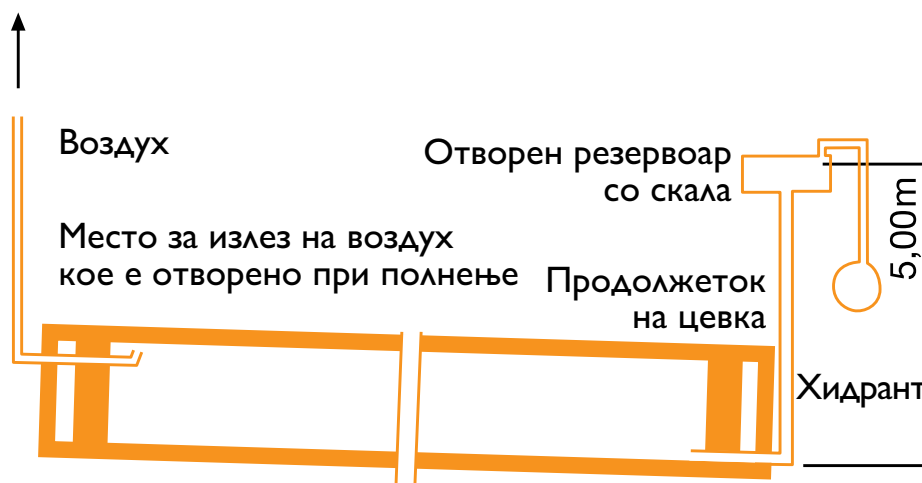 Воздух
Отворен резервоар
со скала
5,00m
Место за излез на воздух
кое е отворено при полнење
Продолжеток
на цевка
Хидрант